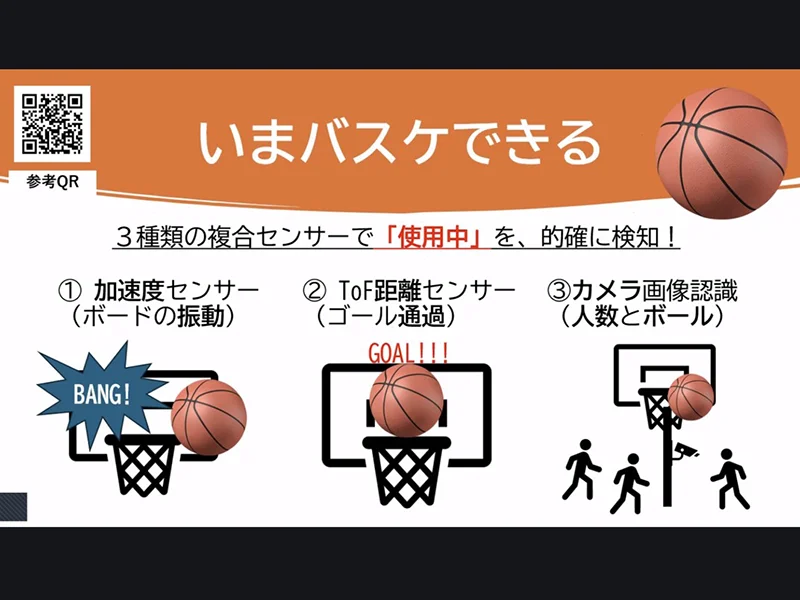 いまバスケできる
参考QR
３種類の複合センサーで「使用中」を、的確に検知！
① 加速度センサー
（ボードの振動）
② ToF距離センサー
（ゴール通過）
③カメラ画像認識
（人数とボール）
BANG!
GOAL!!!